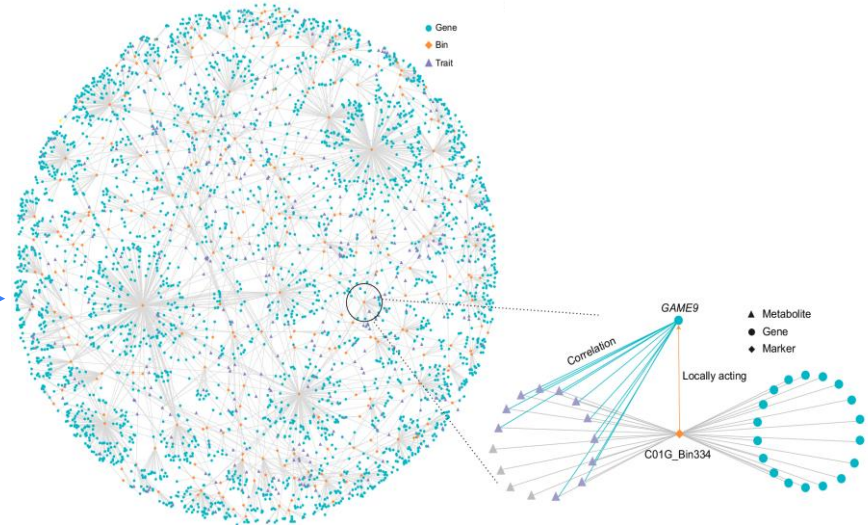 Gene
Bin
Trait
GAME9
Metabolite
Gene
Marker
Correlation
Locally acting
C01G_Bin334